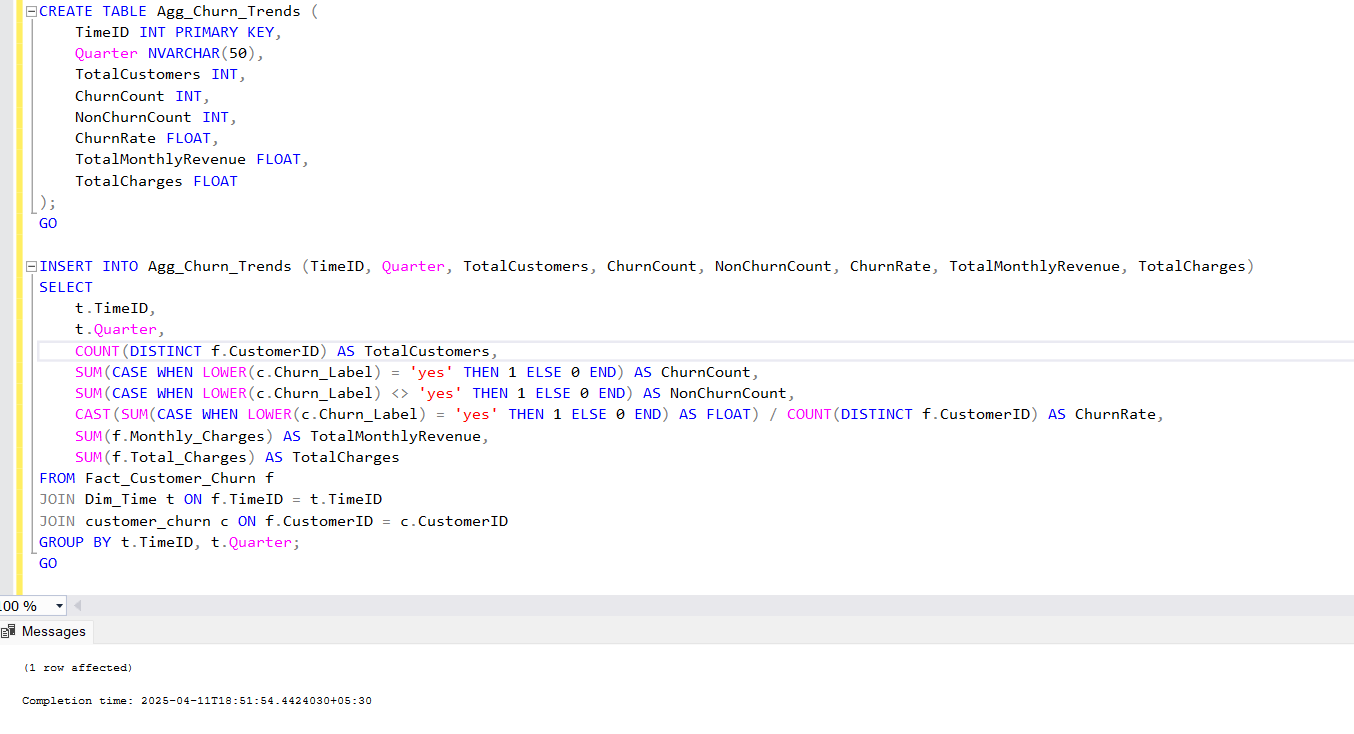 CREATE TABLE Agg_Churn_Trends (
    TimeID INT PRIMARY KEY,
    Quarter NVARCHAR(50),
    TotalCustomers INT,
    ChurnCount INT,
    NonChurnCount INT,
    ChurnRate FLOAT,
    TotalMonthlyRevenue FLOAT,
    TotalCharges FLOAT
);
GO
INSERT INTO Agg_Churn_Trends (TimeID, Quarter, TotalCustomers, ChurnCount, NonChurnCount, ChurnRate, TotalMonthlyRevenue, TotalCharges)
SELECT
    t.TimeID,
    t.Quarter,
    COUNT(DISTINCT f.CustomerID) AS TotalCustomers,
    SUM(CASE WHEN LOWER(c.Churn_Label) = 'yes' THEN 1 ELSE 0 END) AS ChurnCount,
    SUM(CASE WHEN LOWER(c.Churn_Label) <> 'yes' THEN 1 ELSE 0 END) AS NonChurnCount,
    CAST(SUM(CASE WHEN LOWER(c.Churn_Label) = 'yes' THEN 1 ELSE 0 END) AS FLOAT) / COUNT(DISTINCT f.CustomerID) AS ChurnRate,
    SUM(f.Monthly_Charges) AS TotalMonthlyRevenue,
    SUM(f.Total_Charges) AS TotalCharges
FROM Fact_Customer_Churn f
JOIN Dim_Time t ON f.TimeID = t.TimeID
JOIN customer_churn c ON f.CustomerID = c.CustomerID
GROUP BY t.TimeID, t.Quarter;
GO
00 %
Messages
(1 row affected)
Completion time: 2025-04-11T18:51:54.4424030+05:30